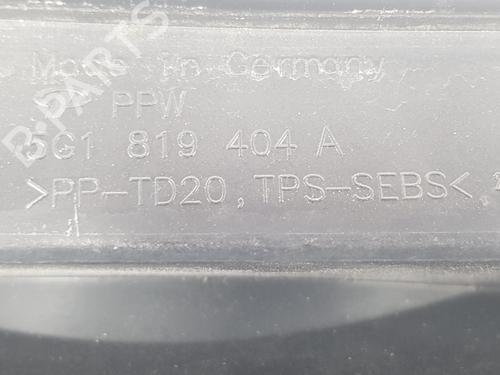 Made in Germany
PPW
5G1 819 404 A
>PP-TD20, TPS-SEBS<